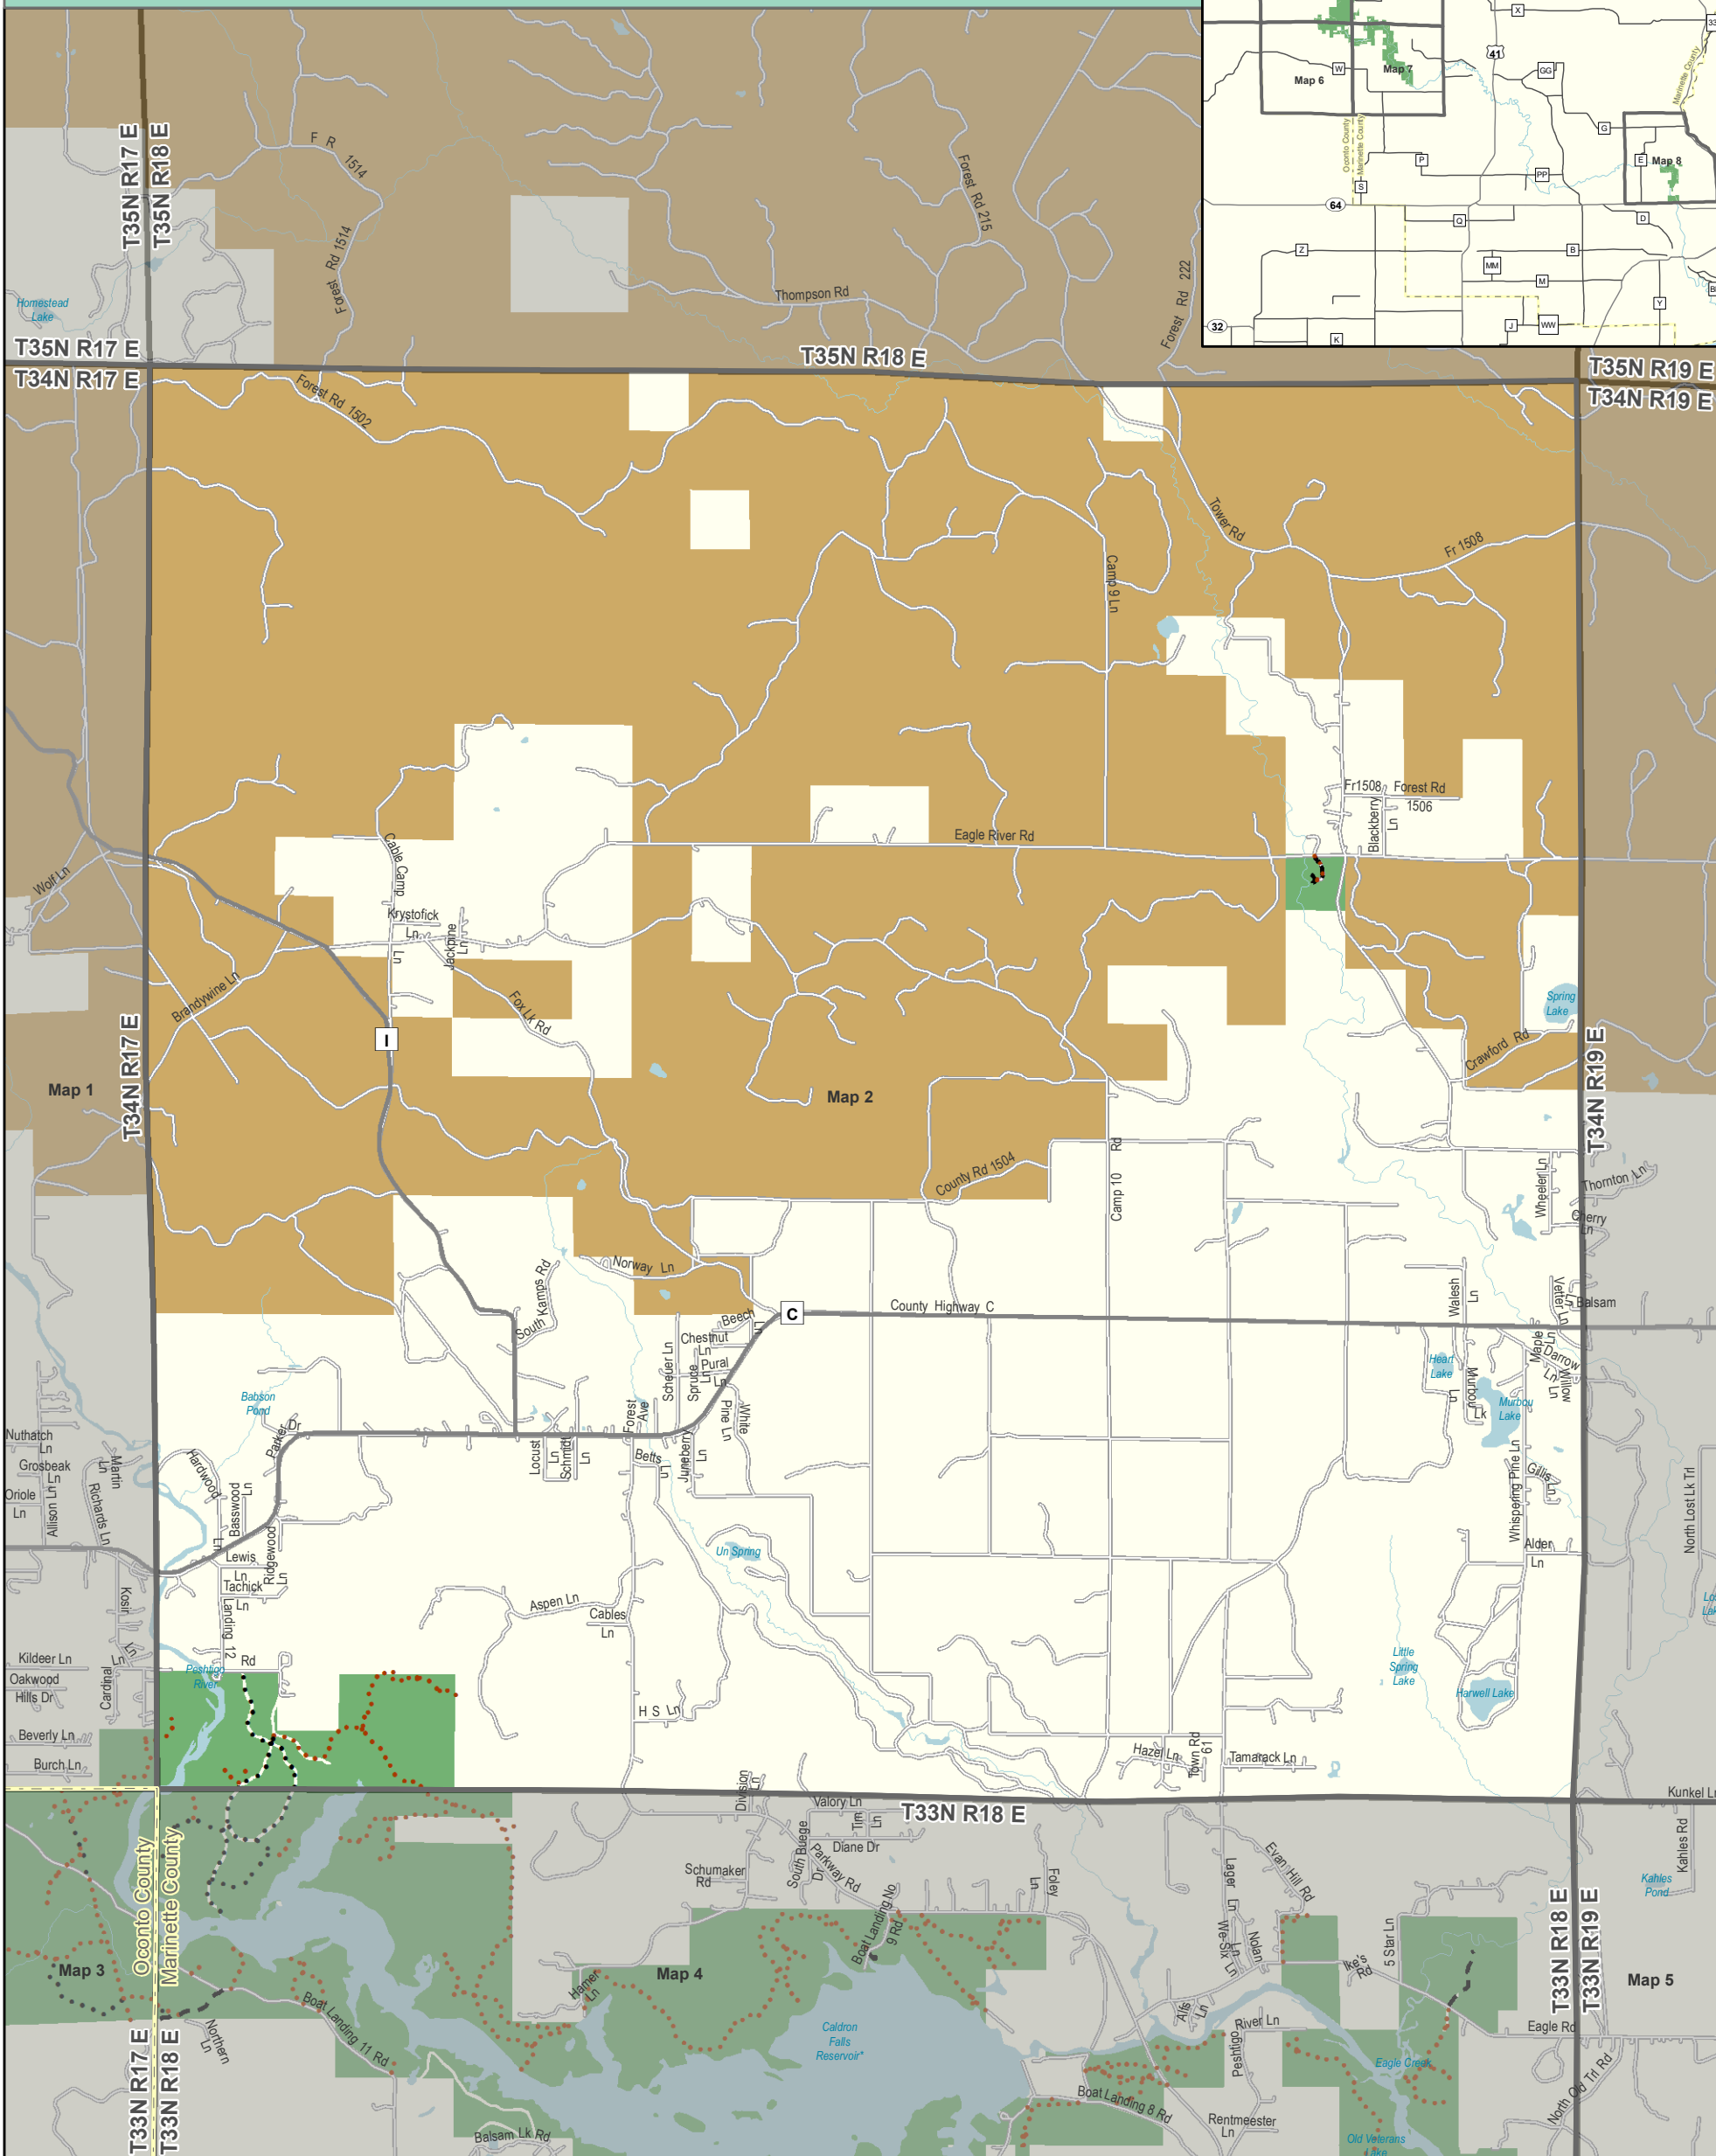 X
33
41
W
Map 7
GG
Map 6
Marinette County
G
Oconto County
Marinette County
P
E
Map 8
PP
S
64
Q
D
Z
B
MM
M
Y
J
WW
32
K
T35N R17 E
T35N R18 E
F R 1514
Forest Rd 1514
Forest Rd 215
Forest Rd 222
Thompson Rd
Homestead
Lake
T35N R17 E
T35N R18 E
T35N R19 E
T34N R17 E
T34N R19 E
Forest Rd 1502
Tower Rd
Fr 1508
Camp 9 Ln
Fr1508
Forest Rd
1506
Blackberry
Ln
Eagle River Rd
Wolf Ln
Cable Camp
Ln
Krystofick
Ln
Jackpine
Ln
Brandywine Ln
Fox Lk Rd
Spring
Lake
I
Crawford Rd
T34N R17 E
T34N R19 E
Map 1
Map 2
Camp 10 Rd
County Rd 1504
Wheeler Ln
Thornton Ln
Cherry
Ln
Norway Ln
South Kamps Rd
Walesh
Ln
Vetter Ln
S Balsam
C
County Highway C
Beech
Ln
Chestnut
Ln
Pural
Ln
Scheuer Ln
Spruce
Ln
Pine Ln
White
Maple
Ln
Darrow
Ln
Willow
Ln
Heart
Lake
Murbou
Lk
Ln
Murbou
Lake
Babson
Pond
Parker Dr
Forest
Ave
Nuthatch
Ln
Grosbeak
Ln
Oriole
Ln
Allison Ln
Martin
Ln
Richards Ln
Hardwood
Ln
Basswood
Ln
Ridgewood
Ln
Locust
Ln
Schmidt
Ln
Betts
Ln
Juneberry
Ln
Whispering Pine Ln
Gillis
Ln
North Lost Lk Trl
Un Spring
Alder
Ln
Lewis
Ln
Tachick
Ln
Kosir
Ln
Landing 12
Rd
Aspen Ln
Cables
Ln
Kildeer Ln
Oakwood
Hills Dr
Cardinal
Ln
Peshtigo
River
Little
Spring
Lake
Harwell Lake
H S Ln
Beverly Ln
Burch Ln
Hazel Ln
Town Rd
61
Tamarack Ln
Kunkel Ln
Division
Ln
Valory Ln
T33N R18 E
Tim
Ln
Diane Dr
South Buege
Dr
Parkway Rd
Schumaker
Rd
Oconto County
Marinette County
Foley
Ln
Lager
Ln
Evan Hill Rd
Kahles Rd
Kahles
Pond
Boat Landing No
9 Rd
We-Six Ln
Nolan
Ln
Ike's
Rd
5 Star Ln
T33N R18 E
T33N R19 E
Map 3
Map 4
Map 5
Hamel
Ln
Boat Landing 11 Rd
Northern
Ln
Caldron
Falls
Reservoir*
Alfs
Ln
Peshtigo
River Ln
Eagle Rd
Eagle Creek
North Old Trl Rd
T33N R17 E
T33N R18 E
Boat Landing 8 Rd
Rentmeester
Ln
Balsam Lk Rd
Old Veterans
Lake